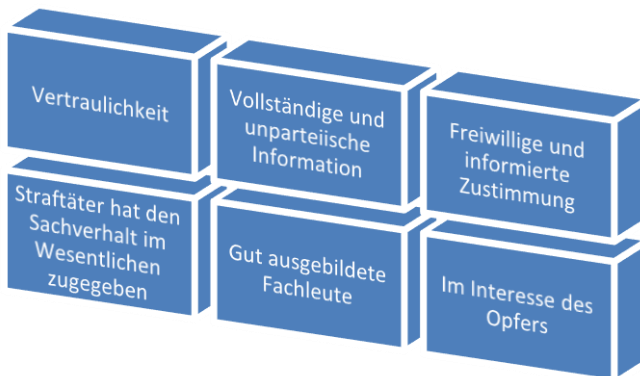 Vertraulichkeit
Vollständige und
unparteiische
Information
Freiwillige und
informierte
Zustimmung
Straftäter hat den
Sachverhalt im
Wesentlichen
zugegeben
Gut ausgebildete
Fachleute
Im Interesse des
Opfers